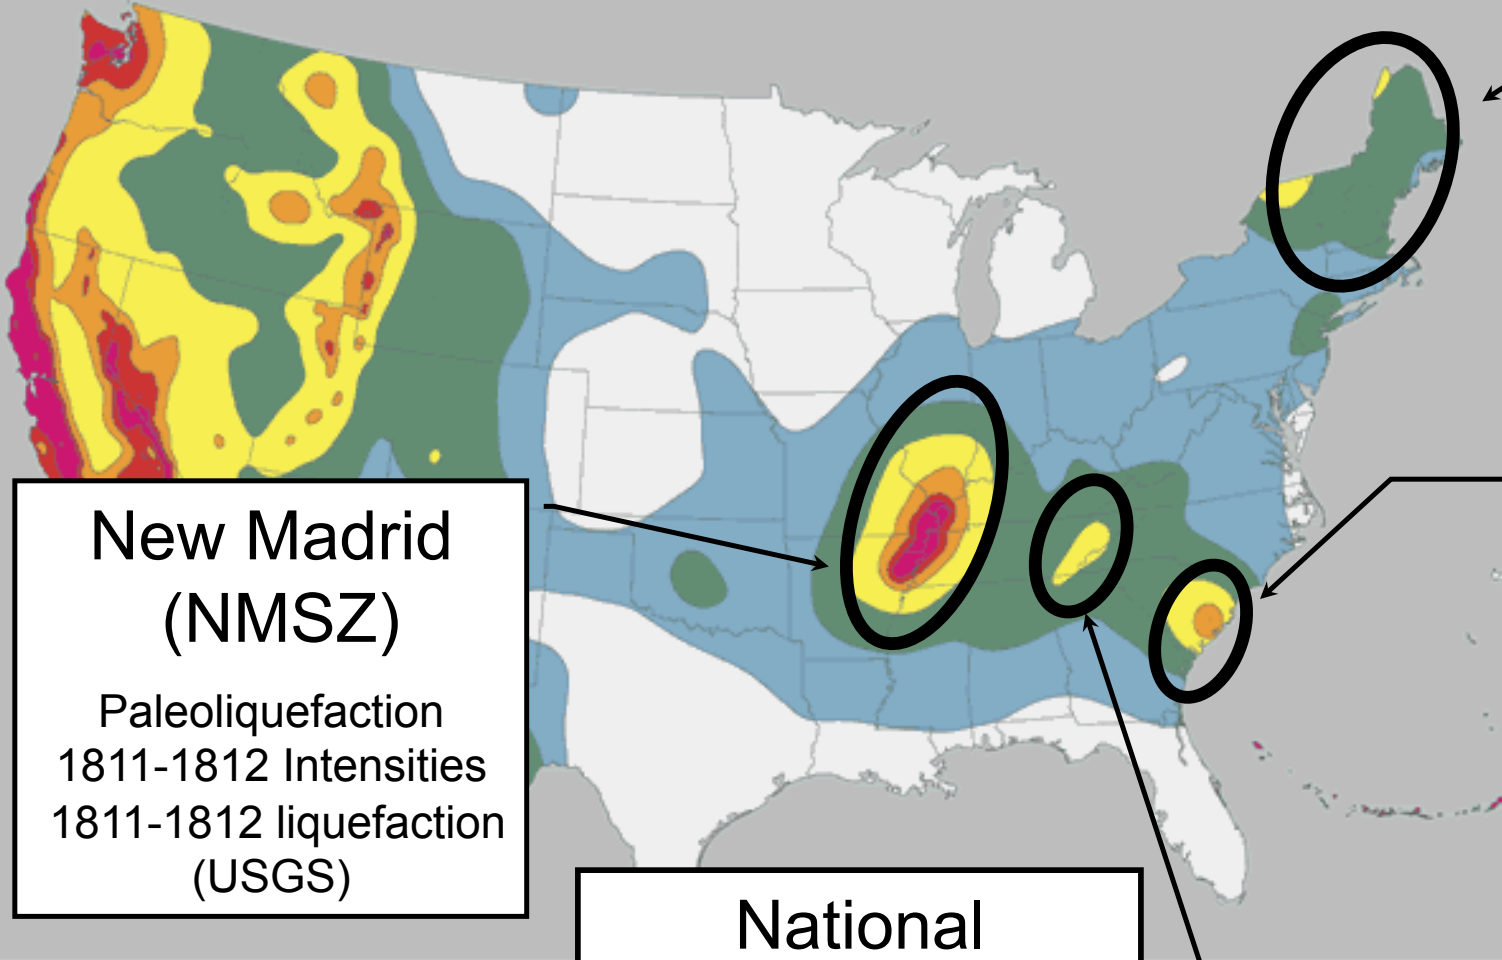 New Madrid
(NMSZ)
Paleoliquefaction
1811-1812 Intensities
1811-1812 liquefaction
(USGS)
National